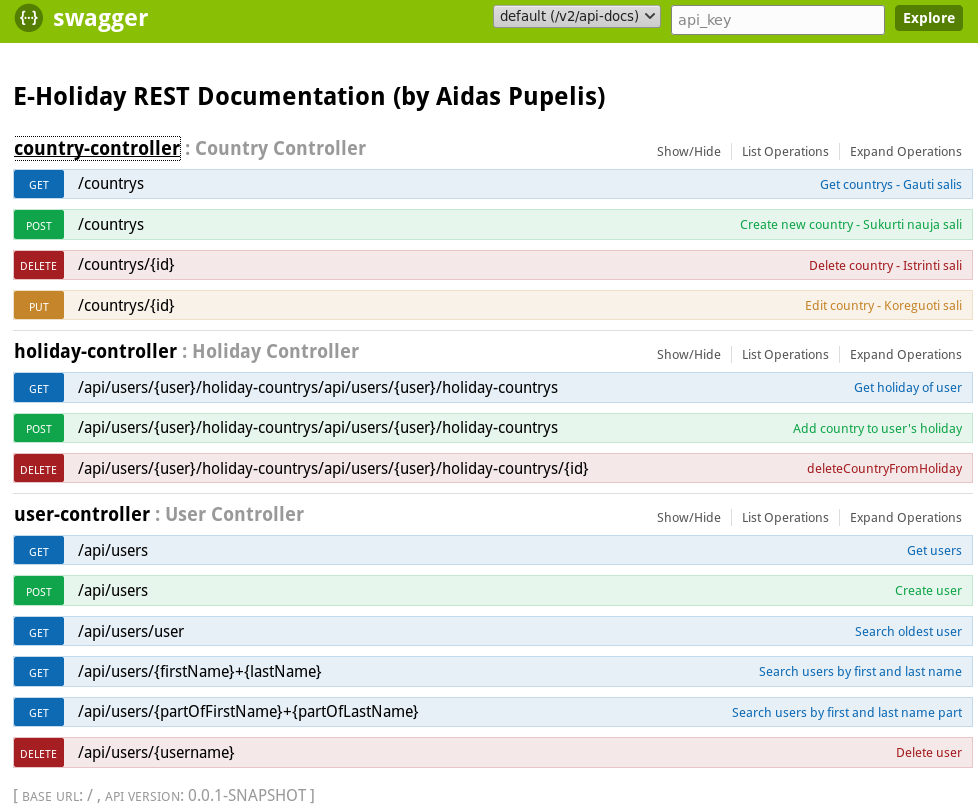 {···} swagger default (/v2/api-docs) api_key Explore
E-Holiday REST Documentation (by Aidas Pupelis)
country-controller : Country Controller Show/Hide List Operations Expand Operations
GET /countrys Get countrys - Gauti salis
POST /countrys Create new country - Sukurti nauja sali
DELETE /countrys/{id} Delete country - Istrinti sali
PUT /countrys/{id} Edit country - Koreguoti sali
holiday-controller : Holiday Controller Show/Hide List Operations Expand Operations
GET /api/users/{user}/holiday-countrys/api/users/{user}/holiday-countrys Get holiday of user
POST /api/users/{user}/holiday-countrys/api/users/{user}/holiday-countrys Add country to user's holiday
DELETE /api/users/{user}/holiday-countrys/api/users/{user}/holiday-countrys/{id} deleteCountryFromHoliday
user-controller : User Controller Show/Hide List Operations Expand Operations
GET /api/users Get users
POST /api/users Create user
GET /api/users/user Search oldest user
GET /api/users/{firstName}+{lastName} Search users by first and last name
GET /api/users/{partOfFirstName}+{partOfLastName} Search users by first and last name part
DELETE /api/users/{username} Delete user
[ BASE URL: / , API VERSION: 0.0.1-SNAPSHOT ]